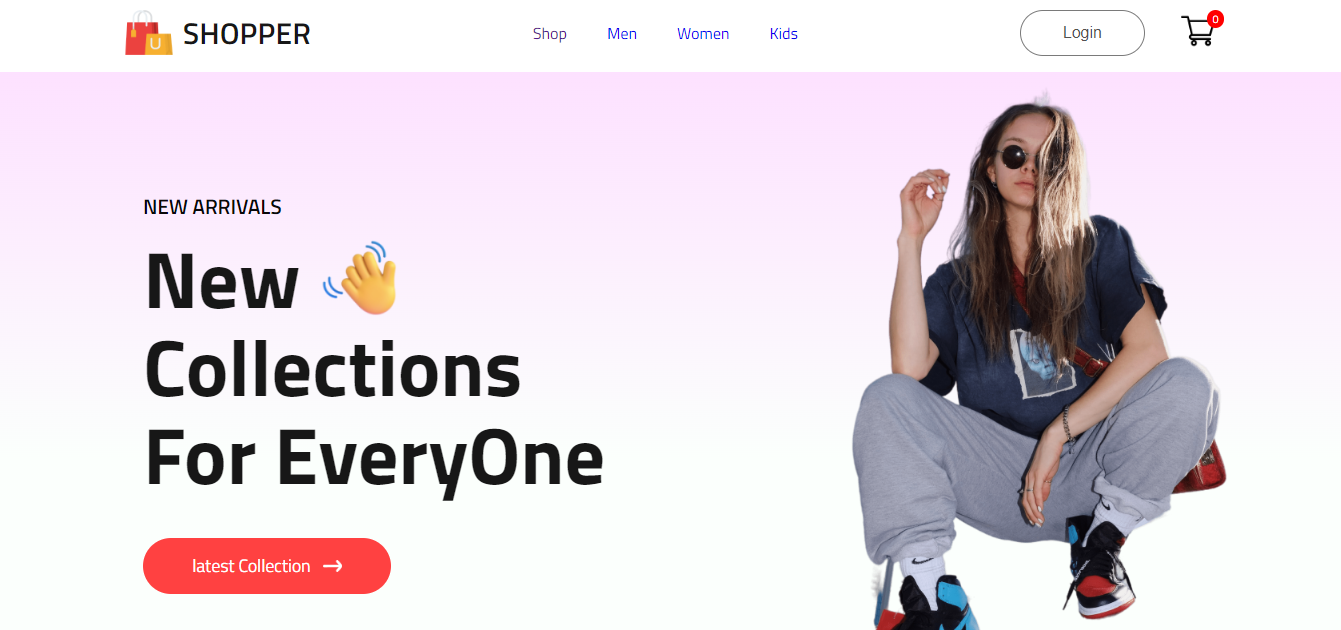 SHOPPER
Shop
Men
Women
Kids
Login
0
NEW ARRIVALS
New 👋
Collections
For EveryOne
latest Collection →